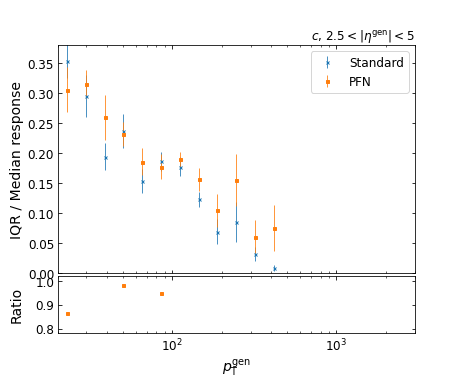 c, 2.5 < |η^gen| < 5
Standard
PFN
IQR / Median response
0.35
0.30
0.25
0.20
0.15
0.10
0.05
0.00
Ratio
1.0
0.9
0.8
10^2
10^3
p_T^gen